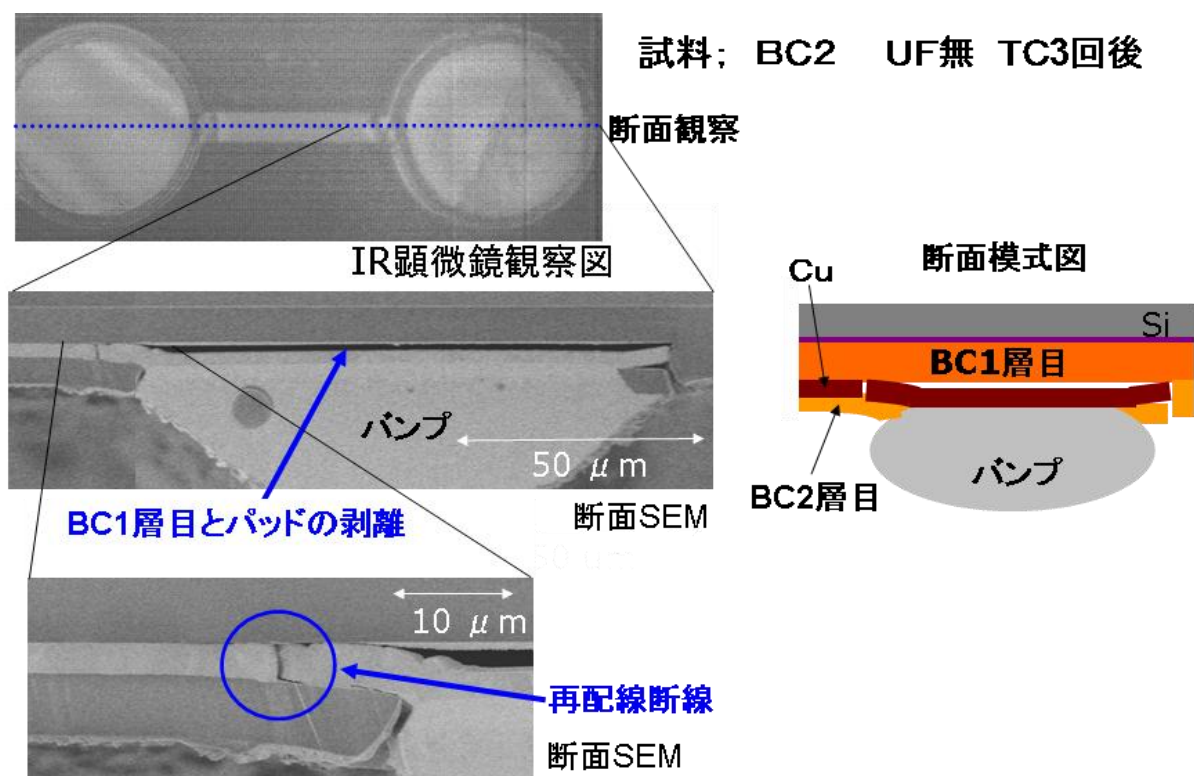 試料; BC2 UF無 TC3回後
断面観察
IR顕微鏡観察図
断面模式図
Cu
Si
BC1層目
バンプ
50 μm
バンプ
BC2層目
BC1層目とパッドの剥離
断面SEM
10 μm
再配線断線
断面SEM